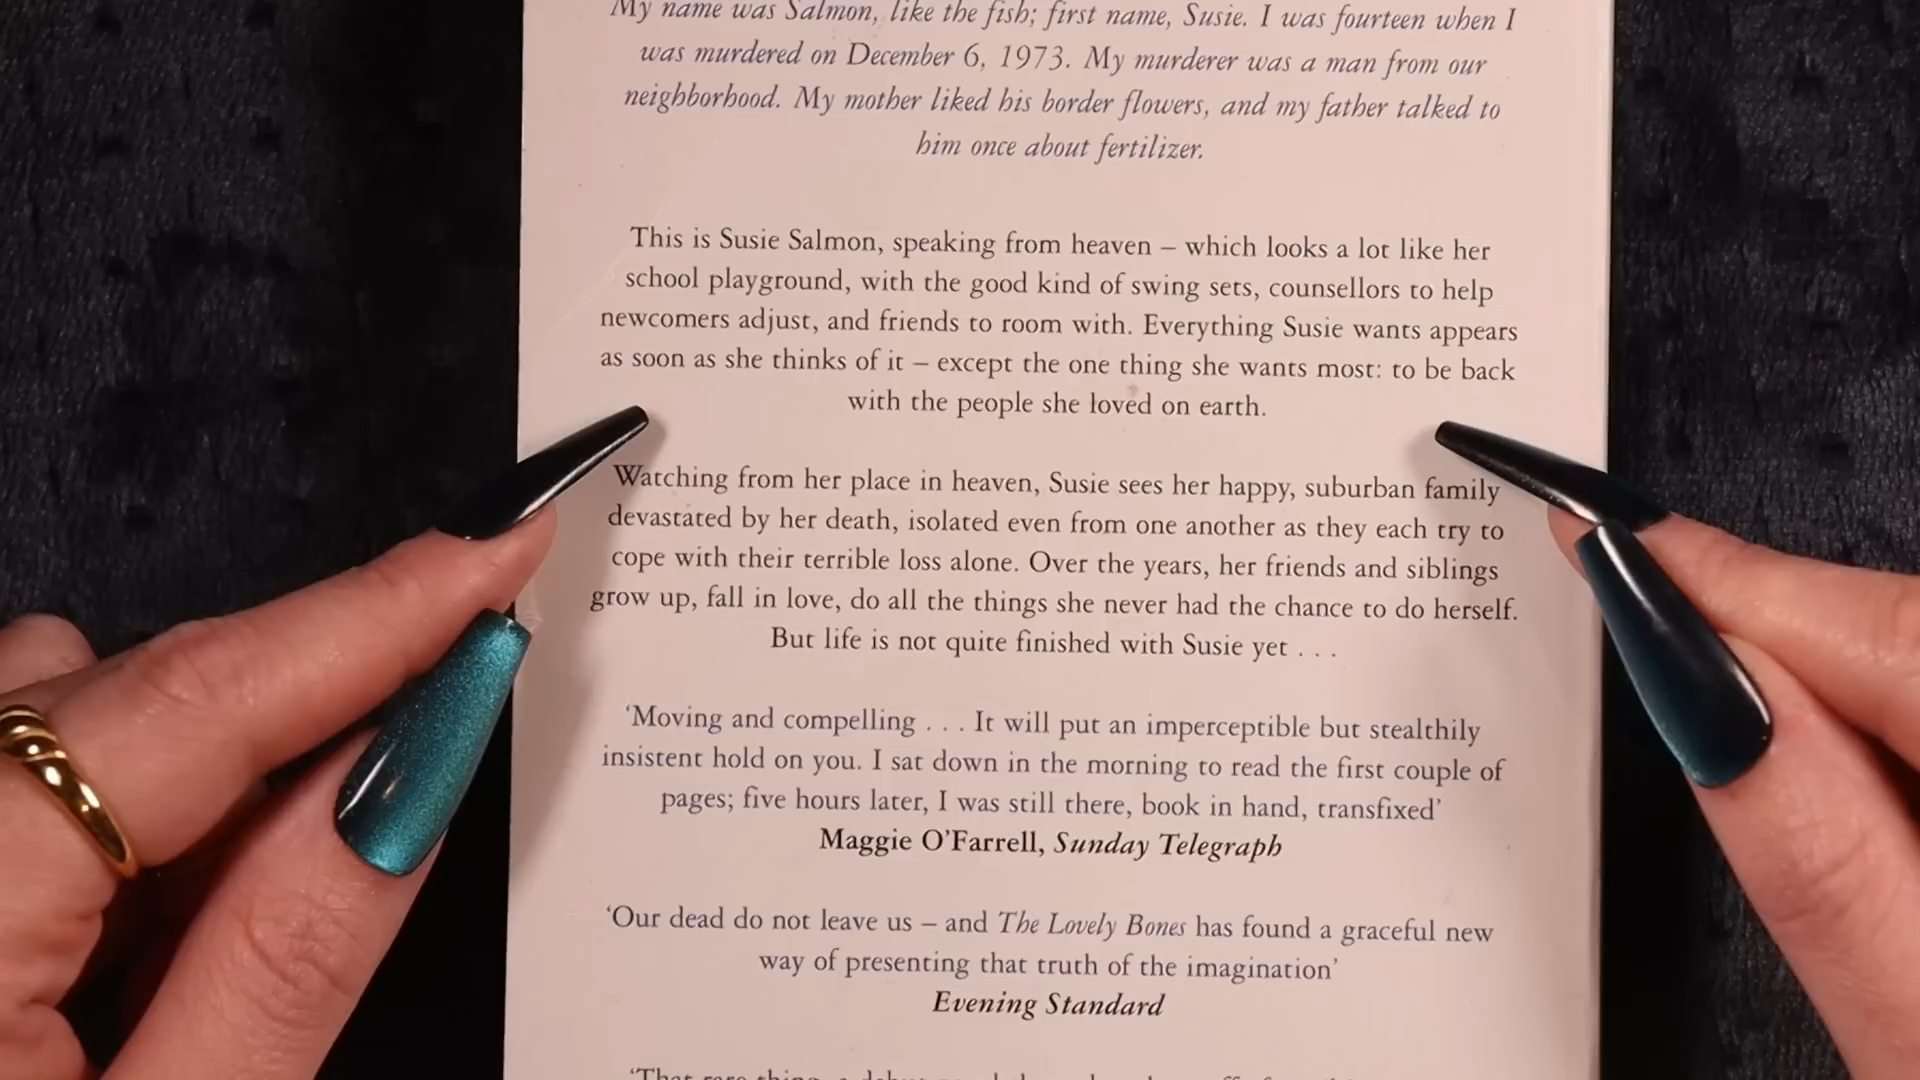 My name was Salmon, like the fish; first name, Susie. I was fourteen when I
was murdered on December 6, 1973. My murderer was a man from our
neighborhood. My mother liked his border flowers, and my father talked to
him once about fertilizer.
This is Susie Salmon, speaking from heaven – which looks a lot like her
school playground, with the good kind of swing sets, counsellors to help
newcomers adjust, and friends to room with. Everything Susie wants appears
as soon as she thinks of it – except the one thing she wants most: to be back
with the people she loved on earth.
Watching from her place in heaven, Susie sees her happy, suburban family
devastated by her death, isolated even from one another as they each try to
cope with their terrible loss alone. Over the years, her friends and siblings
grow up, fall in love, do all the things she never had the chance to do herself.
But life is not quite finished with Susie yet . . .
‘Moving and compelling . . . It will put an imperceptible but stealthily
insistent hold on you. I sat down in the morning to read the first couple of
pages; five hours later, I was still there, book in hand, transfixed’
Maggie O’Farrell, Sunday Telegraph
‘Our dead do not leave us – and The Lovely Bones has found a graceful new
way of presenting that truth of the imagination’
Evening Standard
‘That rare thing